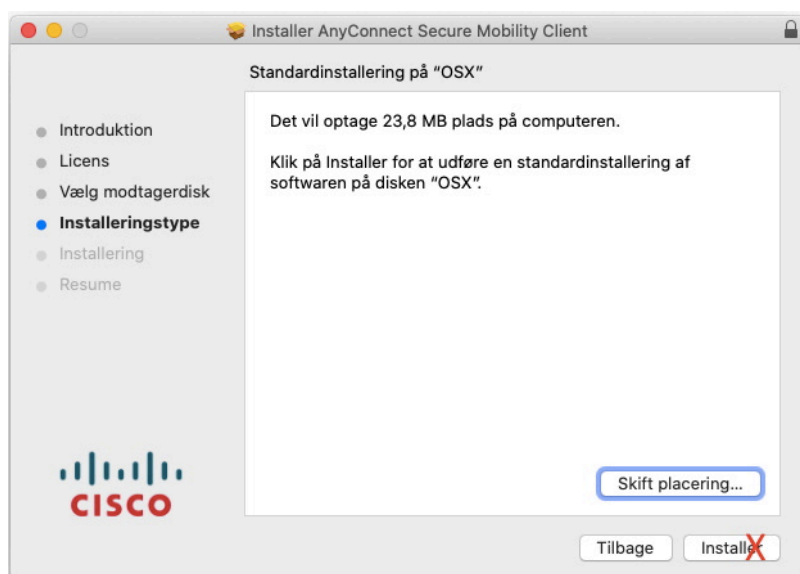 Installer AnyConnect Secure Mobility Client
Standardinstallering på “OSX”
Introduktion
Licens
Vælg modtagerdisk
Installeringstype
Installering
Resume
Det vil optage 23,8 MB plads på computeren.
Klik på Installer for at udføre en standardinstallering af
softwaren på disken “OSX”.
CISCO
Skift placering...
Tilbage
Installer
X